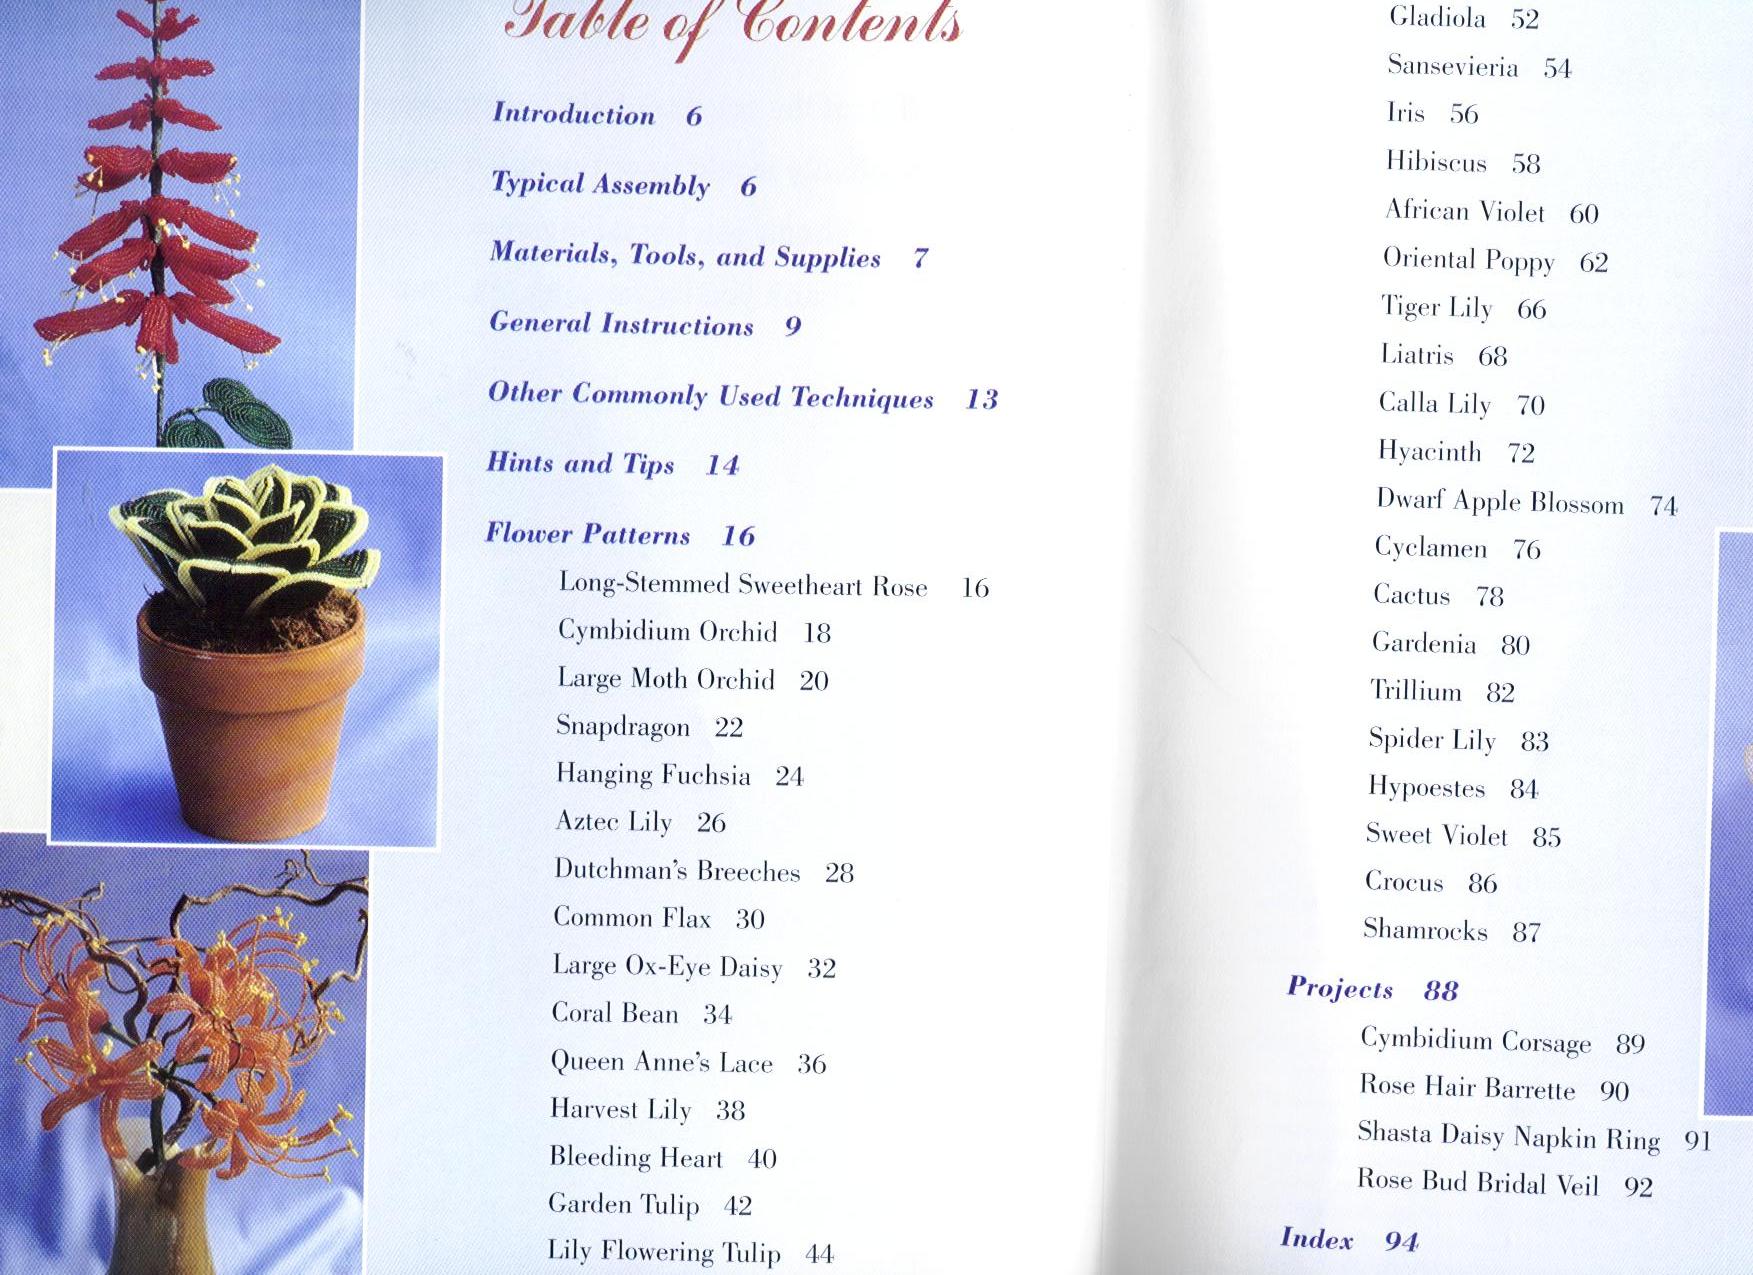 Table of Contents
Introduction 6
Typical Assembly 6
Materials, Tools, and Supplies 7
General Instructions 9
Other Commonly Used Techniques 13
Hints and Tips 14
Flower Patterns 16
Long-Stemmed Sweetheart Rose 16
Cymbidium Orchid 18
Large Moth Orchid 20
Snapdragon 22
Hanging Fuchsia 24
Aztec Lily 26
Dutchman's Breeches 28
Common Flax 30
Large Ox-Eye Daisy 32
Coral Bean 34
Queen Anne's Lace 36
Harvest Lily 38
Bleeding Heart 40
Garden Tulip 42
Lily Flowering Tulip 44
Gladiola 52
Sansevieria 54
Iris 56
Hibiscus 58
African Violet 60
Oriental Poppy 62
Tiger Lily 66
Liatris 68
Calla Lily 70
Hyacinth 72
Dwarf Apple Blossom 74
Cyclamen 76
Cactus 78
Gardenia 80
Trillium 82
Spider Lily 83
Hypoestes 84
Sweet Violet 85
Crocus 86
Shamrocks 87
Projects 88
Cymbidium Corsage 89
Rose Hair Barrette 90
Shasta Daisy Napkin Ring 91
Rose Bud Bridal Veil 92
Index 94